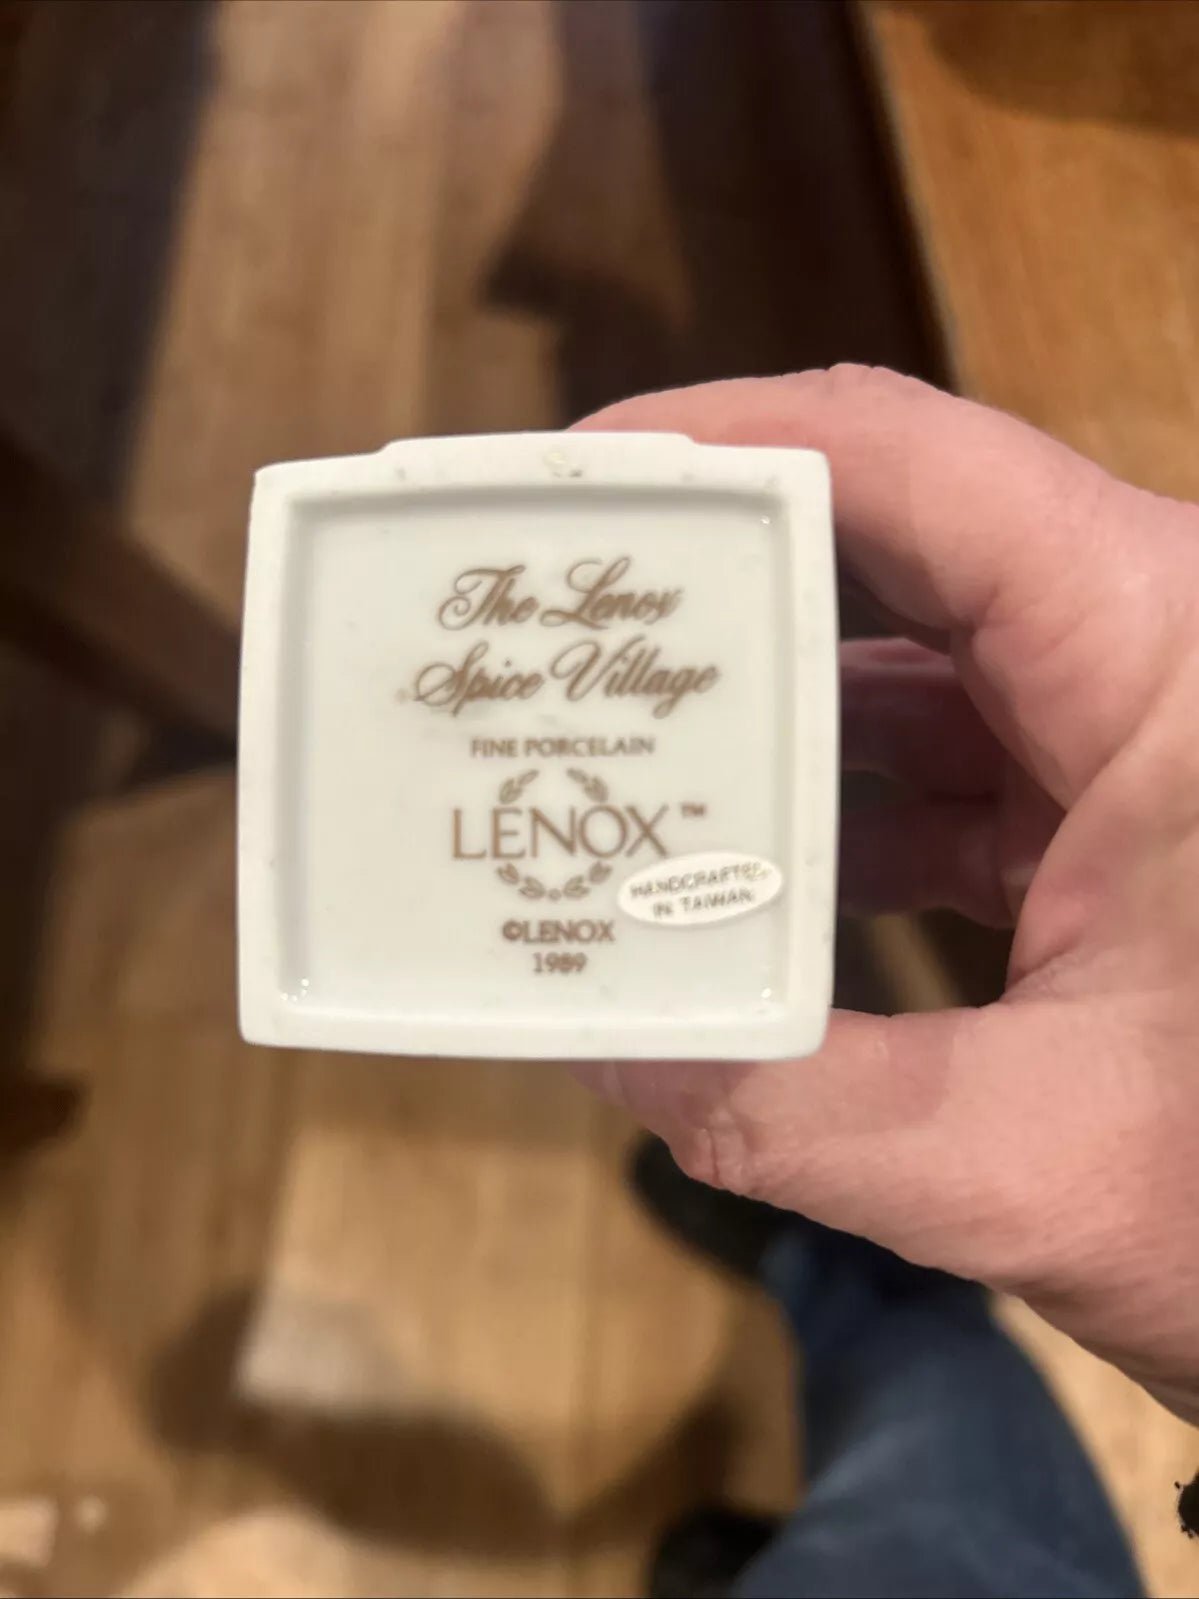 The Lenox
Spice Village
FINE PORCELAIN
LENOX™
HANDCRAFTED
IN TAIWAN
©LENOX
1989